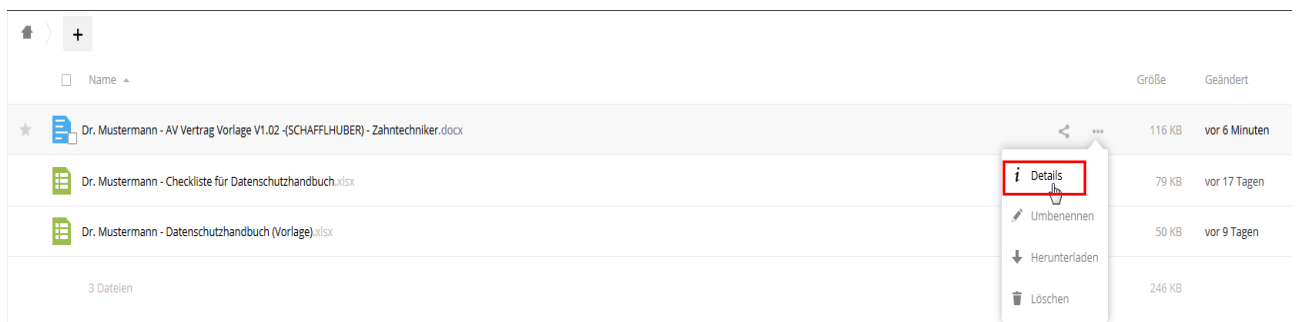 +
Name
Größe
Geändert
Dr. Mustermann - AV Vertrag Vorlage V1.02 -(SCHAFFLHUBER) - Zahntechniker.docx
116 KB
vor 6 Minuten
i Details
Dr. Mustermann - Checkliste für Datenschutzhandbuch.xlsx
79 KB
vor 17 Tagen
Umbenennen
Dr. Mustermann - Datenschutzhandbuch (Vorlage).xlsx
50 KB
vor 9 Tagen
Herunterladen
3 Dateien
246 KB
Löschen